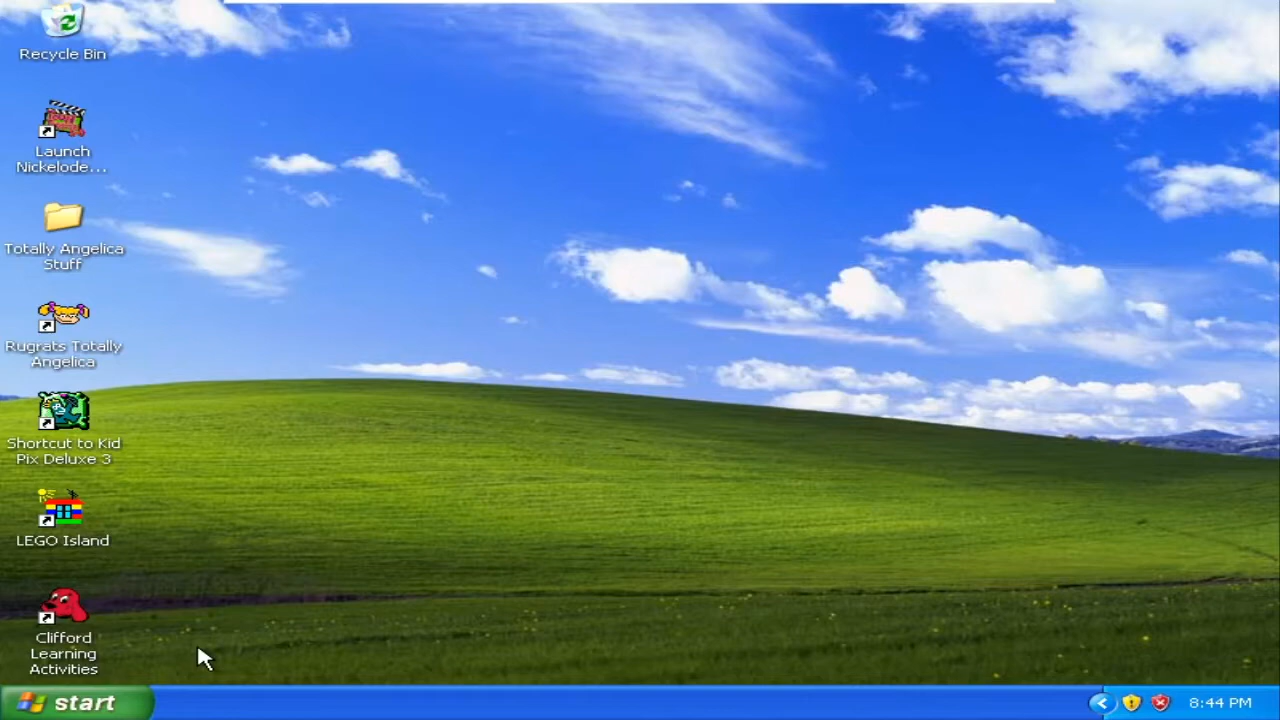 Recycle Bin
Launch
Nickelode...
Totally Angelica
Stuff
Rugrats Totally
Angelica
Shortcut to Kid
Pix Deluxe 3
LEGO Island
Clifford
Learning
Activities
start
8:44 PM